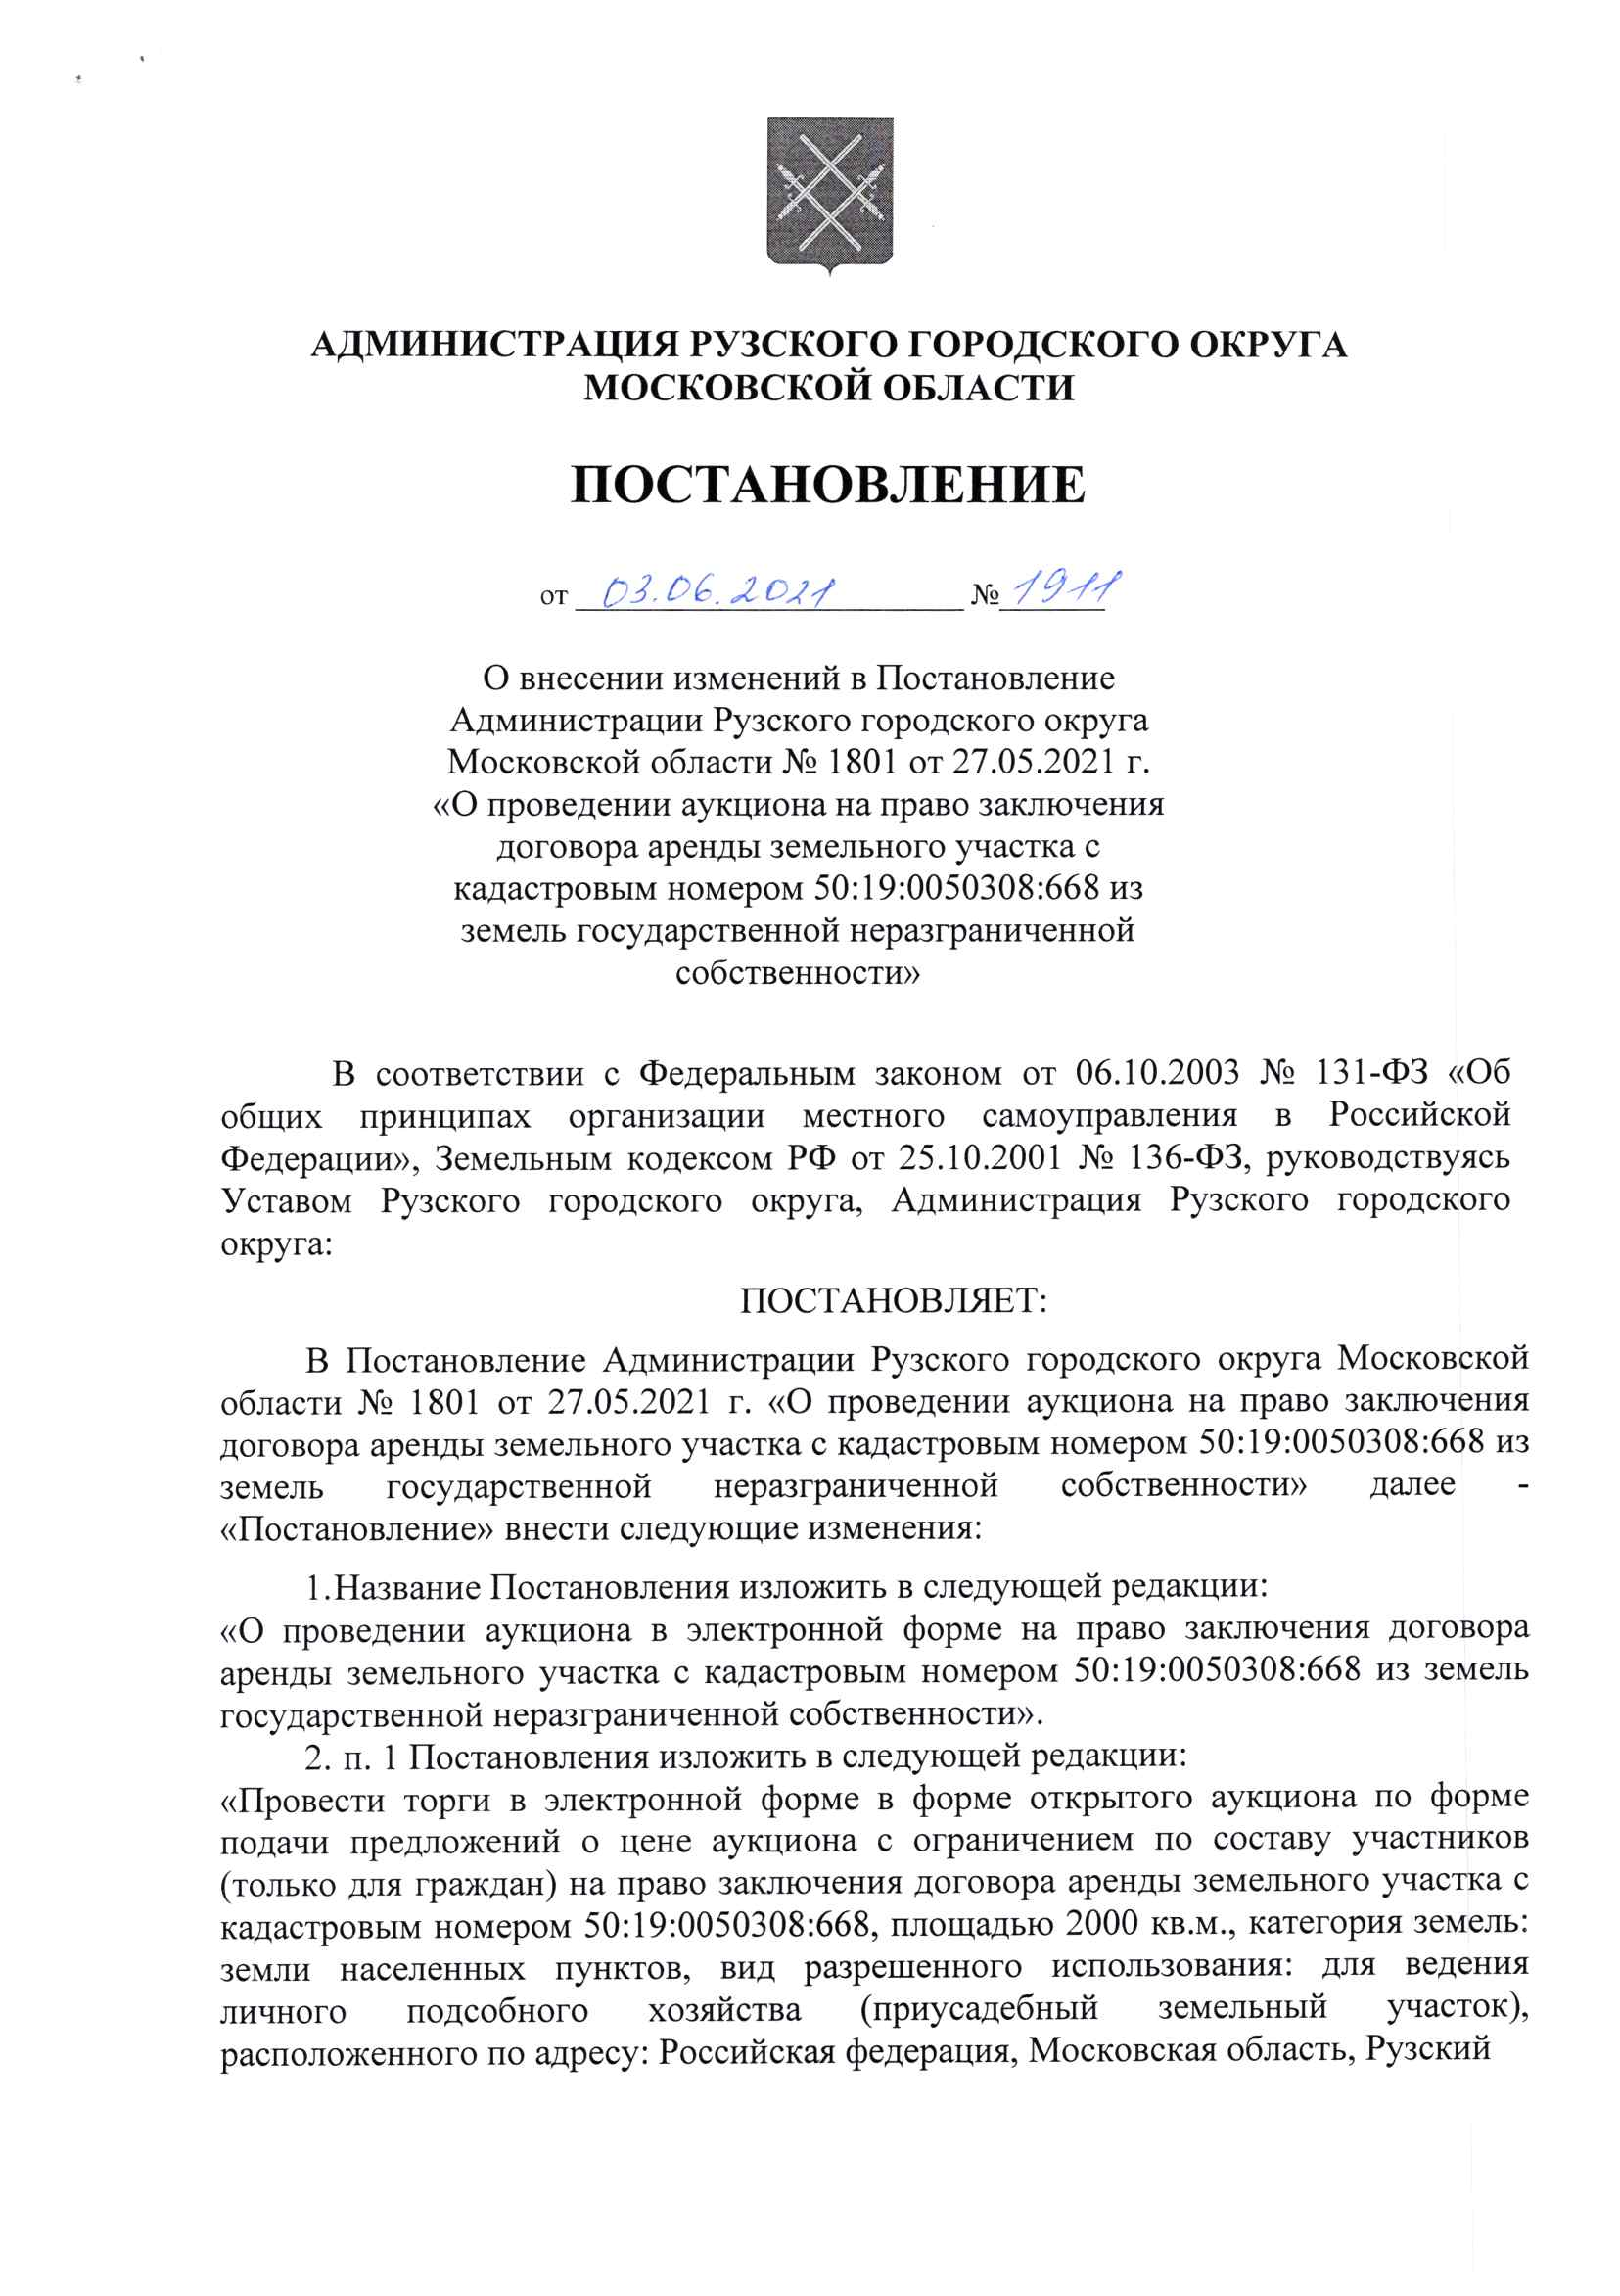 АДМИНИСТРАЦИЯ РУЗСКОГО ГОРОДСКОГО ОКРУГА
МОСКОВСКОЙ ОБЛАСТИ
ПОСТАНОВЛЕНИЕ
от 03.06.2021 № 1911
О внесении изменений в Постановление
Администрации Рузского городского округа
Московской области № 1801 от 27.05.2021 г.
«О проведении аукциона на право заключения
договора аренды земельного участка с
кадастровым номером 50:19:0050308:668 из
земель государственной неразграниченной
собственности»
В соответствии с Федеральным законом от 06.10.2003 № 131-ФЗ «Об
общих принципах организации местного самоуправления в Российской
Федерации», Земельным кодексом РФ от 25.10.2001 № 136-ФЗ, руководствуясь
Уставом Рузского городского округа, Администрация Рузского городского
округа:
ПОСТАНОВЛЯЕТ:
В Постановление Администрации Рузского городского округа Московской
области № 1801 от 27.05.2021 г. «О проведении аукциона на право заключения
договора аренды земельного участка с кадастровым номером 50:19:0050308:668 из
земель государственной неразграниченной собственности» далее -
«Постановление» внести следующие изменения:
1.Название Постановления изложить в следующей редакции:
«О проведении аукциона в электронной форме на право заключения договора
аренды земельного участка с кадастровым номером 50:19:0050308:668 из земель
государственной неразграниченной собственности».
2. п. 1 Постановления изложить в следующей редакции:
«Провести торги в электронной форме в форме открытого аукциона по форме
подачи предложений о цене аукциона с ограничением по составу участников
(только для граждан) на право заключения договора аренды земельного участка с
кадастровым номером 50:19:0050308:668, площадью 2000 кв.м., категория земель:
земли населенных пунктов, вид разрешенного использования: для ведения
личного подсобного хозяйства (приусадебный земельный участок),
расположенного по адресу: Российская федерация, Московская область, Рузский